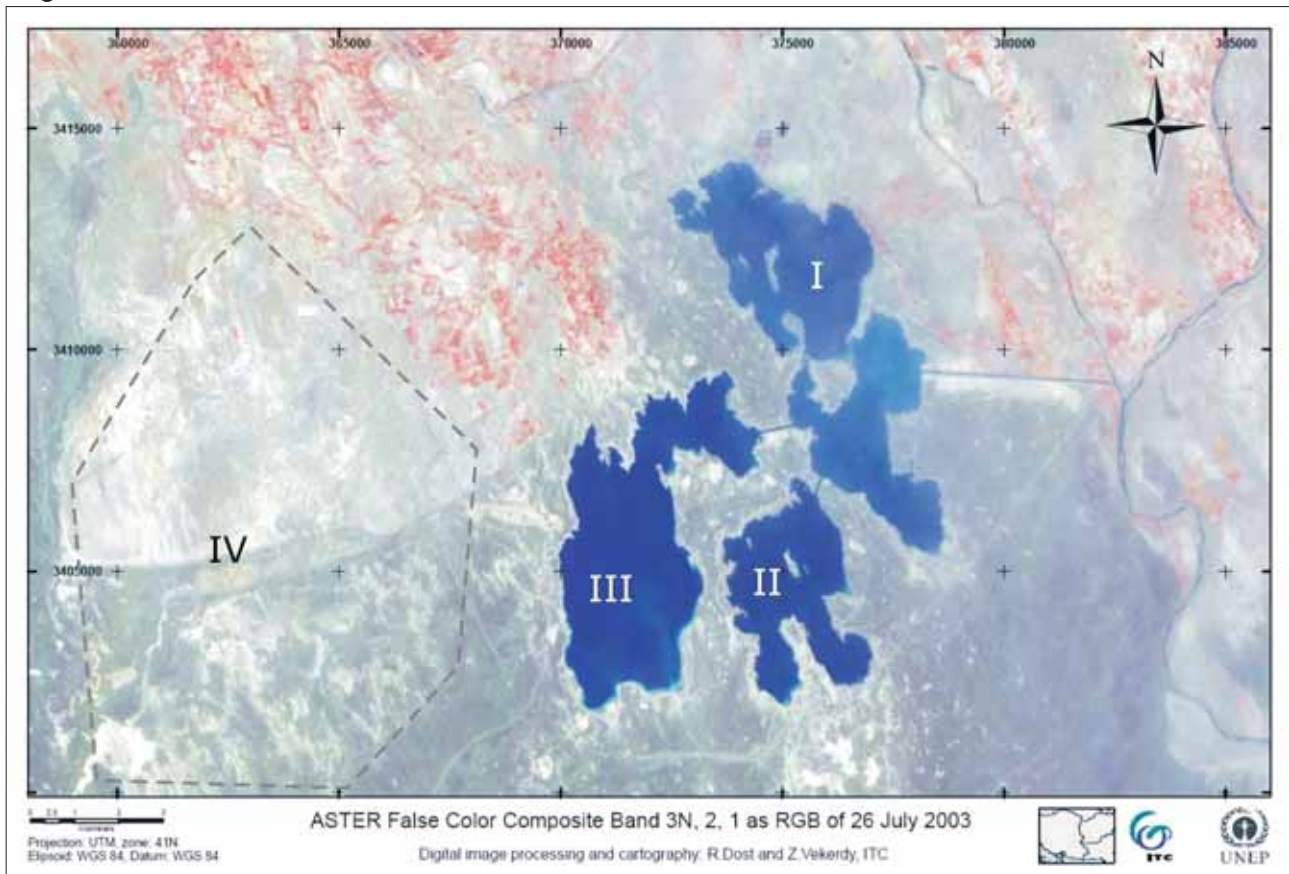 360000 365000 370000 375000 380000 385000
N
3415000
I
3410000
IV
3405000
III
II
ASTER False Color Composite Band 3N, 2, 1 as RGB of 26 July 2003
Projection: UTM, zone: 41N
Elipsoid: WGS 84, Datum: WGS 84
Digital image processing and cartography: R.Dost and Z.Vekerdy, ITC
ITC
UNEP